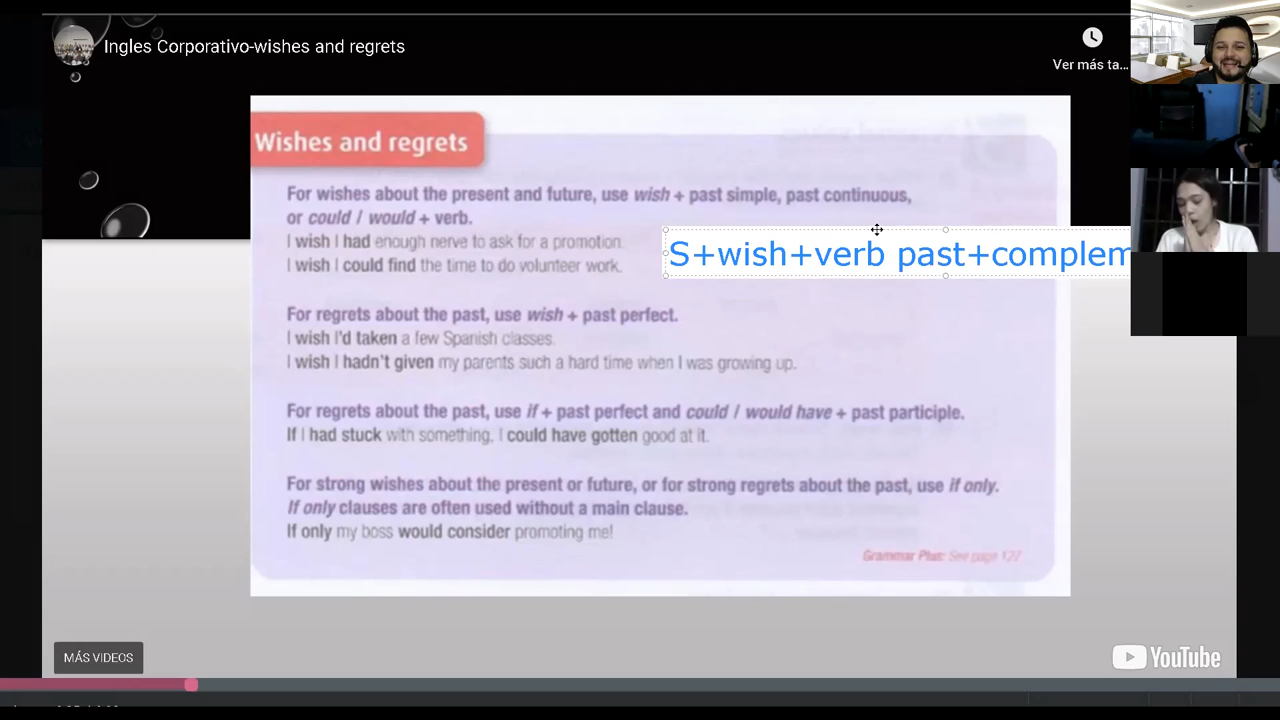 Ingles Corporativo-wishes and regrets
Ver más ta...
Wishes and regrets
For wishes about the present and future, use wish + past simple, past continuous,
or could / would + verb.
I wish I had enough nerve to ask for a promotion.
I wish I could find the time to do volunteer work.
S+wish+verb past+complem
For regrets about the past, use wish + past perfect.
I wish I'd taken a few Spanish classes.
I wish I hadn't given my parents such a hard time when I was growing up.
For regrets about the past, use if + past perfect and could / would have + past participle.
If I had stuck with something, I could have gotten good at it.
For strong wishes about the present or future, or for strong regrets about the past, use if only.
If only clauses are often used without a main clause.
If only my boss would consider promoting me!
Grammar Plus: See page 127
MÁS VIDEOS
YouTube